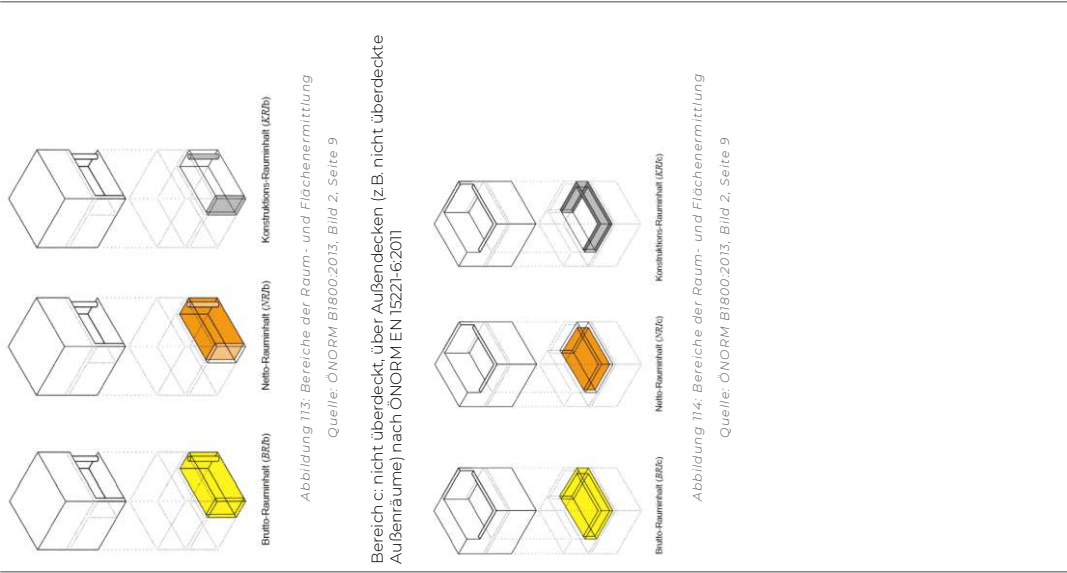 Brutto-Rauminhalt (BRIb)
Netto-Rauminhalt (NRIb)
Konstruktions-Rauminhalt (KRIb)
Abbildung 113: Bereiche der Raum- und Flächenermittlung
Quelle: ÖNORM B1800:2013, Bild 2, Seite 9
Bereich c: nicht überdeckt, über Außendecken (z.B. nicht überdeckte
Außenräume) nach ÖNORM EN 15221-6:2011
Brutto-Rauminhalt (BRIc)
Netto-Rauminhalt (NRIc)
Konstruktions-Rauminhalt (KRIc)
Abbildung 114: Bereiche der Raum- und Flächenermittlung
Quelle: ÖNORM B1800:2013, Bild 2, Seite 9